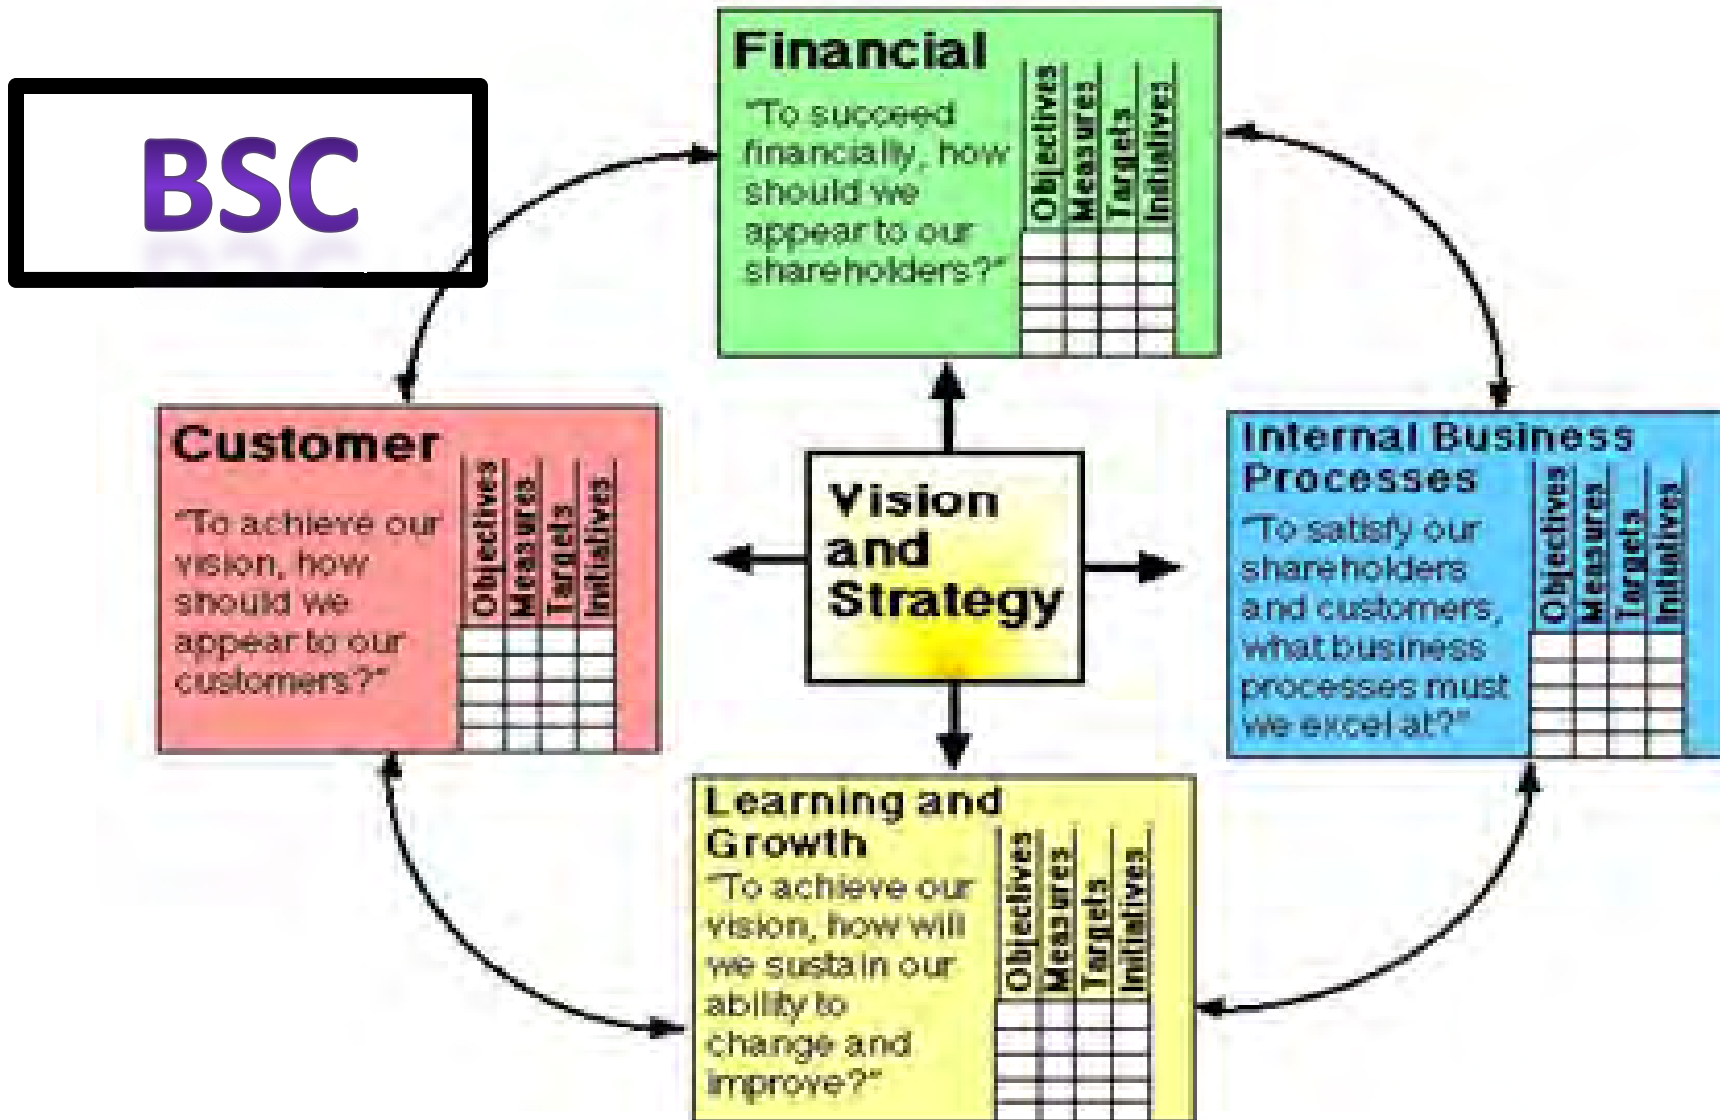 BSC
Financial
"To succeed
financially, how
should we
appear to our
shareholders?"
Objectives
Measures
Targets
Initiatives
Customer
"To achieve our
vision, how
should we
appear to our
customers?"
Objectives
Measures
Targets
Initiatives
Vision
and
Strategy
Internal Business
Processes
"To satisfy our
shareholders
and customers,
what business
processes must
we excel at?"
Objectives
Measures
Targets
Initiatives
Learning and
Growth
"To achieve our
vision, how will
we sustain our
ability to
change and
improve?"
Objectives
Measures
Targets
Initiatives